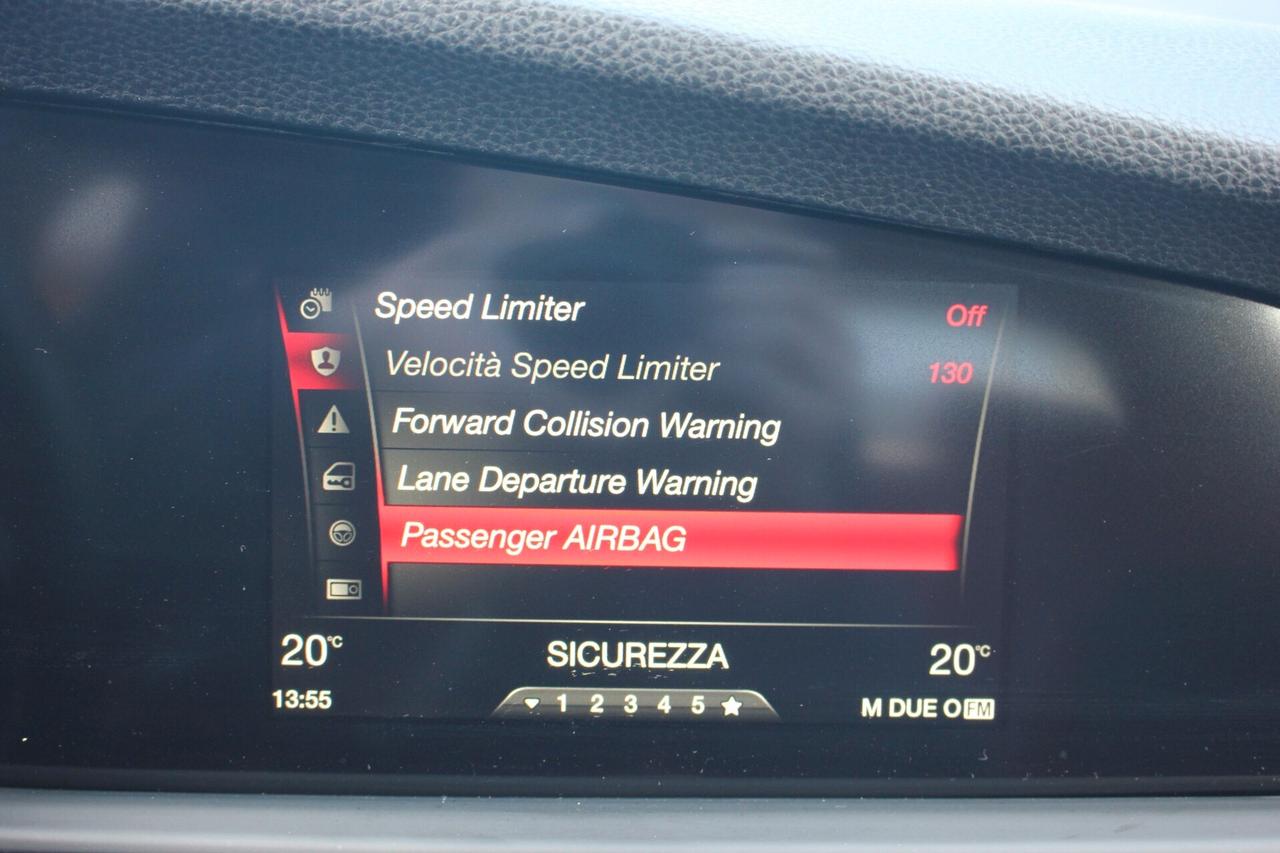 Speed Limiter Off
Velocità Speed Limiter 130
Forward Collision Warning
Lane Departure Warning
Passenger AIRBAG
20°C SICUREZZA 20°C
13:55 1 2 3 4 5 M DUE O FM